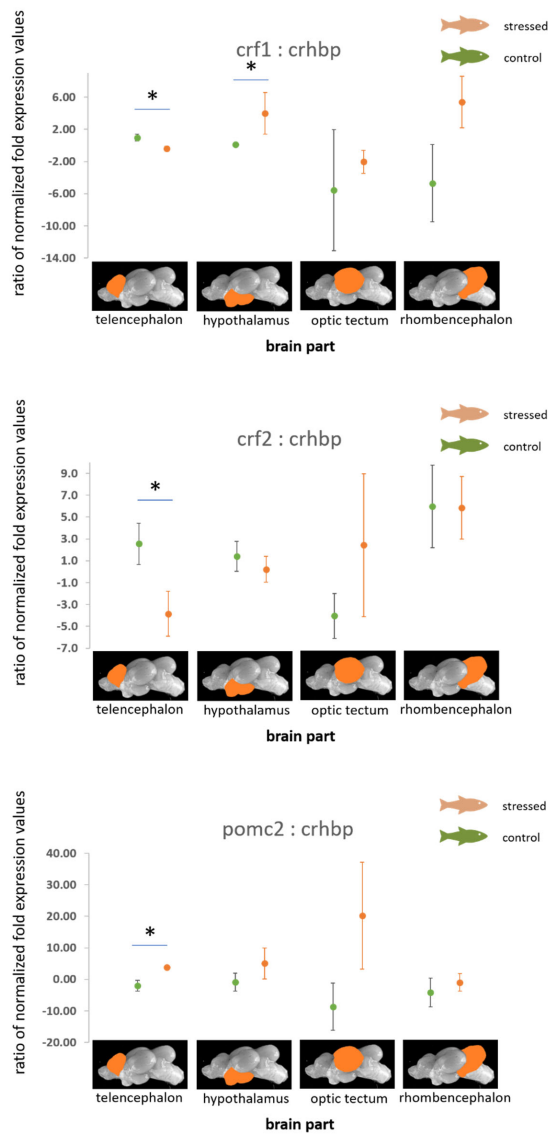 stressed
crf1 : crhbp
control
*
*
ratio of normalized fold expression values
6.00
2.00
-2.00
-6.00
-10.00
-14.00
telencephalon
hypothalamus
optic tectum
rhombencephalon
brain part
stressed
crf2 : crhbp
control
*
ratio of normalized fold expression values
9.0
7.0
5.0
3.0
1.0
-1.0
-3.0
-5.0
-7.0
telencephalon
hypothalamus
optic tectum
rhombencephalon
brain part
stressed
pomc2 : crhbp
control
*
ratio of normalized fold expression values
40.00
30.00
20.00
10.00
0.00
-10.00
-20.00
telencephalon
hypothalamus
optic tectum
rhombencephalon
brain part